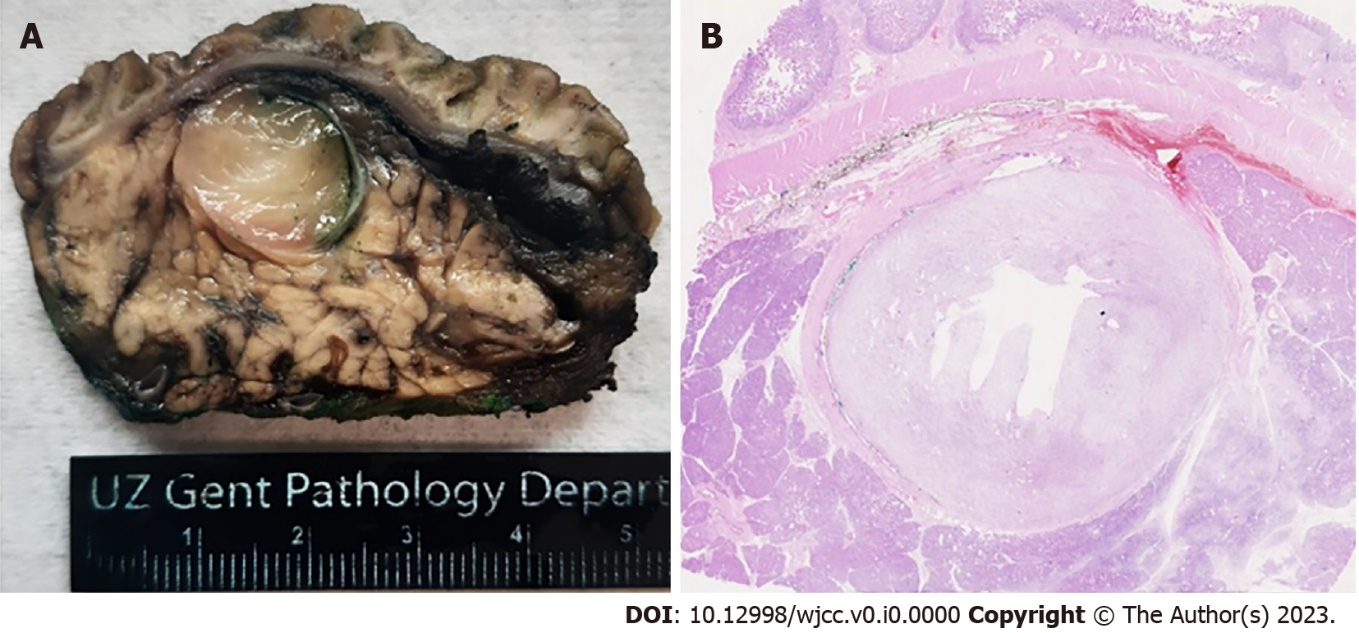 A
B
UZ Gent Pathology Depart
1 2 3 4 5
DOI: 10.12998/wjcc.v0.i0.0000 Copyright © The Author(s) 2023.